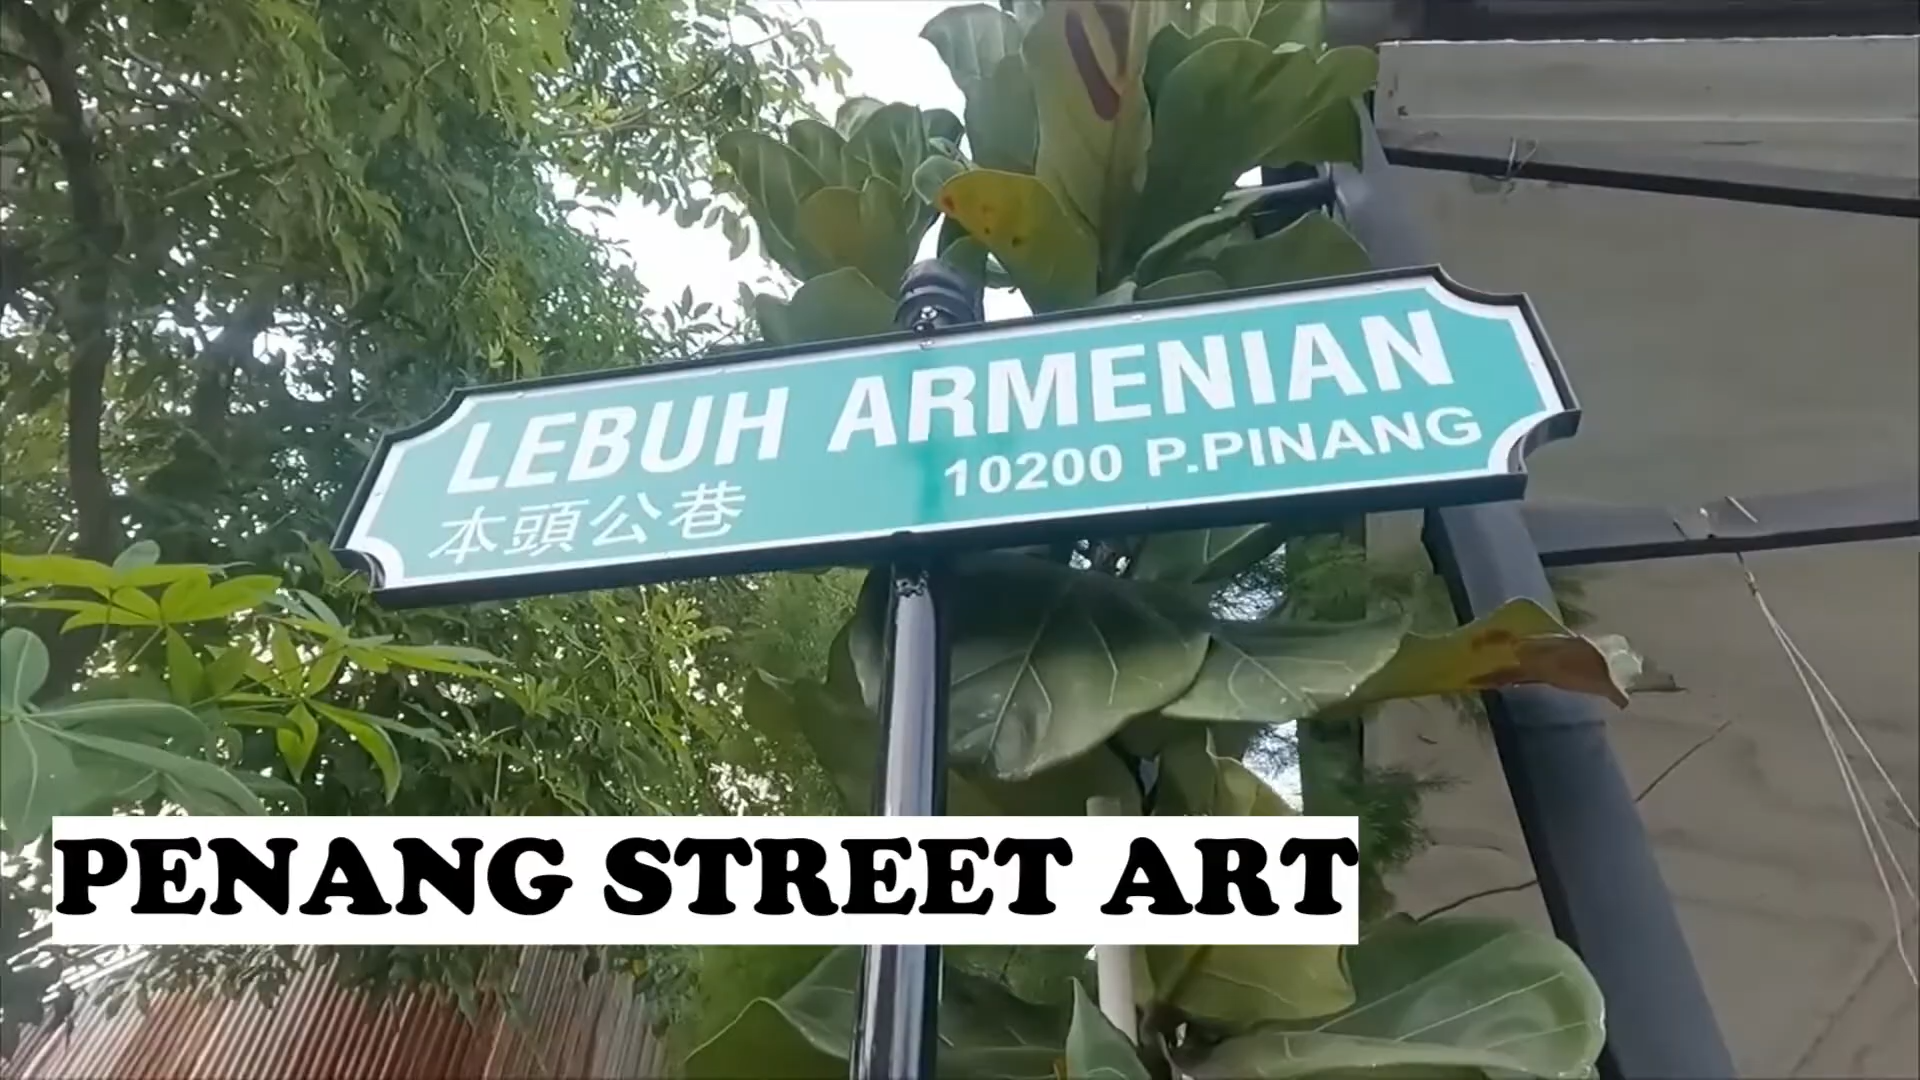 LEBUH ARMENIAN
10200 P.PINANG
本頭公巷
PENANG STREET ART